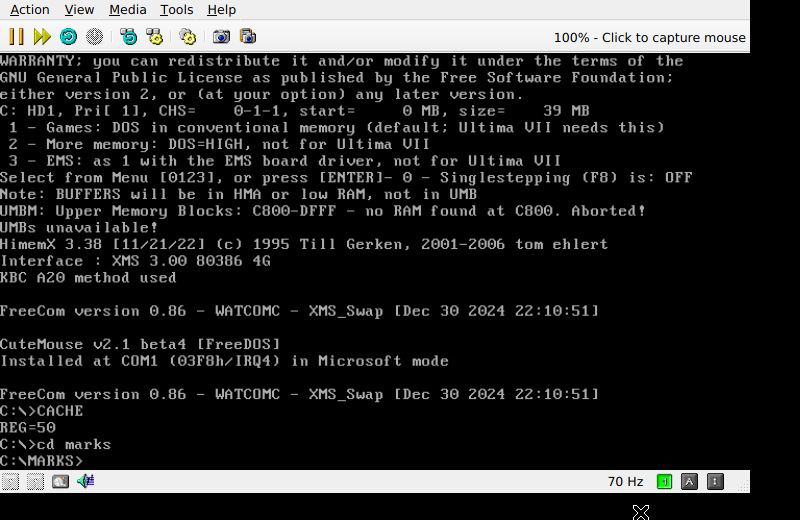 Action View Media Tools Help
100% - Click to capture mouse
WARRANTY; you can redistribute it and/or modify it under the terms of the
GNU General Public License as published by the Free Software Foundation;
either version 2, or (at your option) any later version.
C: HD1, Pri[ 1], CHS=    0-1-1, start=     0 MB, size=    39 MB
1 - Games: DOS in conventional memory (default; Ultima VII needs this)
2 - More memory: DOS=HIGH, not for Ultima VII
3 - EMS: as 1 with the EMS board driver, not for Ultima VII
Select from Menu [0123], or press [ENTER]- 0 - Singlestepping (F8) is: OFF
Note: BUFFERS will be in HMA or low RAM, not in UMB
UMBM: Upper Memory Blocks: C800-DFFF - no RAM found at C800. Aborted!
UMBs unavailable!
HimemX 3.38 [11/21/22] (c) 1995 Till Gerken, 2001-2006 tom ehlert
Interface : XMS 3.00 80386 4G
KBC A20 method used
FreeCom version 0.86 - WATCOMC - XMS_Swap [Dec 30 2024 22:10:51]
CuteMouse v2.1 beta4 [FreeDOS]
Installed at COM1 (03F8h/IRQ4) in Microsoft mode
FreeCom version 0.86 - WATCOMC - XMS_Swap [Dec 30 2024 22:10:51]
C:\>CACHE
REG=50
C:\>cd marks
C:\MARKS>
70 Hz
A